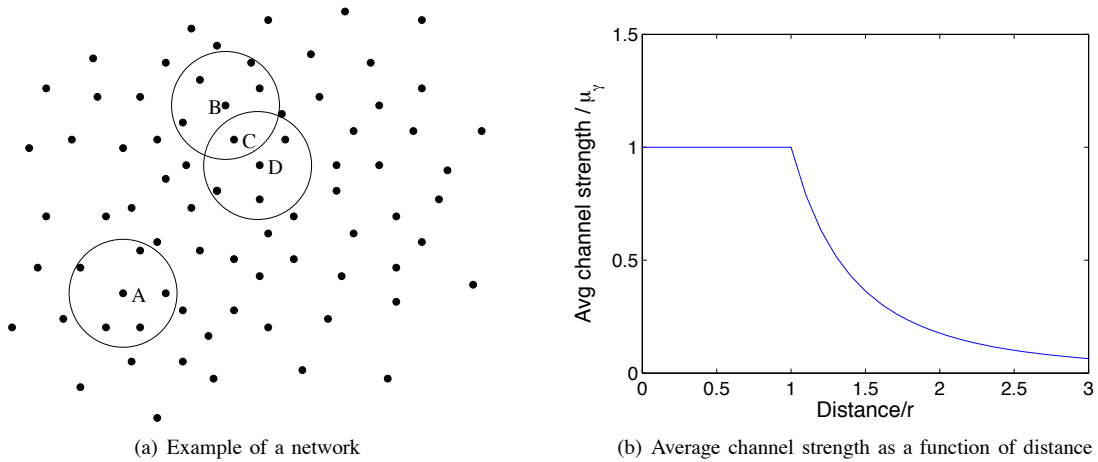 B
C
D
A
(a) Example of a network
1.5
1
0.5
0
Avg channel strength / μγ
0 0.5 1 1.5 2 2.5 3
Distance/r
(b) Average channel strength as a function of distance